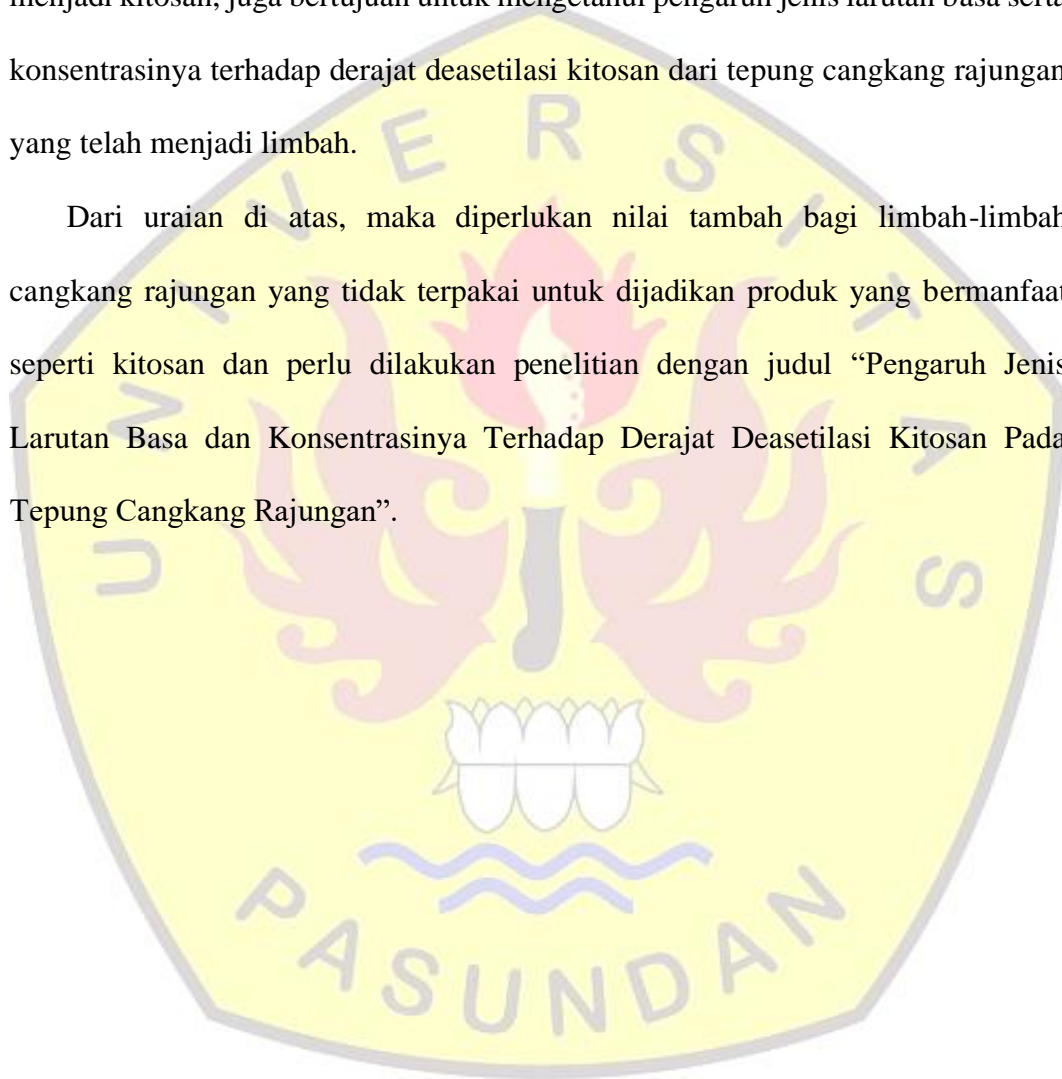 menjadi kitosan, juga bertujuan untuk mengetahui pengaruh jenis larutan basa serta
konsentrasinya terhadap derajat deasetilasi kitosan dari tepung cangkang rajungan
yang telah menjadi limbah.
Dari uraian di atas, maka diperlukan nilai tambah bagi limbah-limbah
cangkang rajungan yang tidak terpakai untuk dijadikan produk yang bermanfaat
seperti kitosan dan perlu dilakukan penelitian dengan judul “Pengaruh Jenis
Larutan Basa dan Konsentrasinya Terhadap Derajat Deasetilasi Kitosan Pada
Tepung Cangkang Rajungan”.
UNIVERSITAS
PASUNDAN